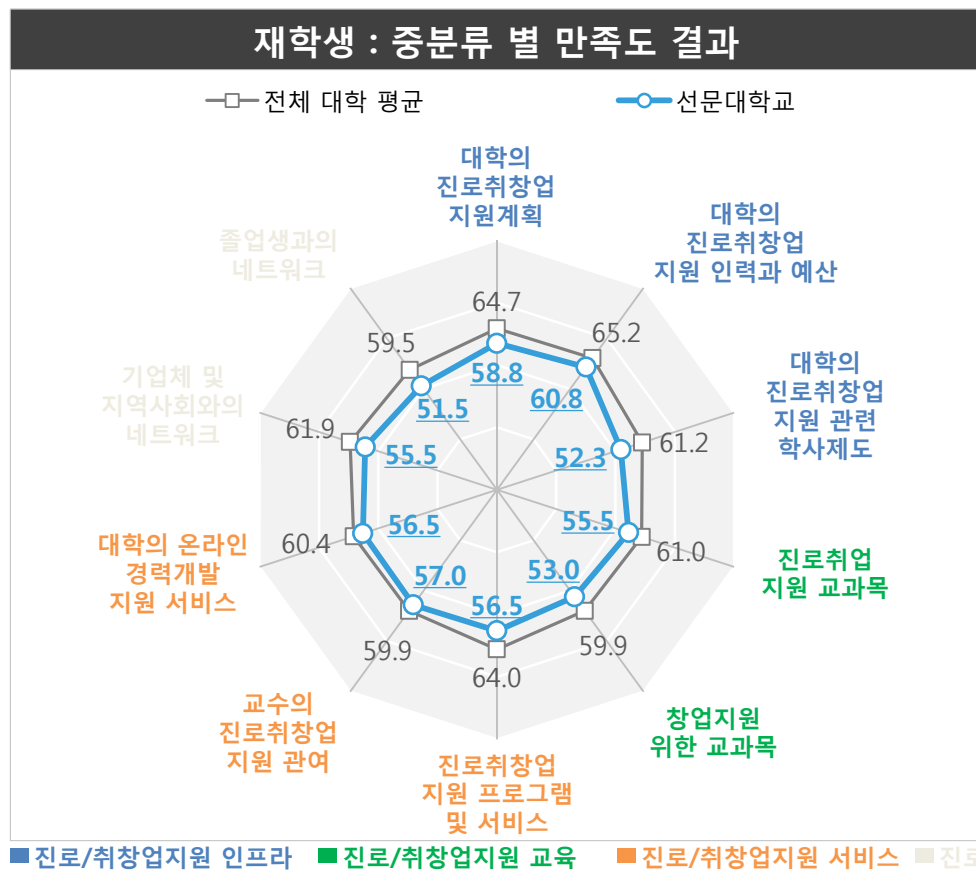 재학생 : 중분류 별 만족도 결과
전체 대학 평균
선문대학교
대학의
진로취창업
지원계획
대학의
진로취창업
지원 인력과 예산
대학의
진로취창업
지원 관련
학사제도
진로취업
지원 교과목
창업지원
위한 교과목
진로취창업
지원 프로그램
및 서비스
교수의
진로취창업
지원 관여
대학의 온라인
경력개발
지원 서비스
기업체 및
지역사회와의
네트워크
졸업생과의
네트워크
64.7
65.2
61.2
61.0
59.9
64.0
59.9
60.4
61.9
59.5
58.8
60.8
52.3
55.5
53.0
56.5
57.0
56.5
55.5
51.5
진로/취창업지원 인프라
진로/취창업지원 교육
진로/취창업지원 서비스
진로